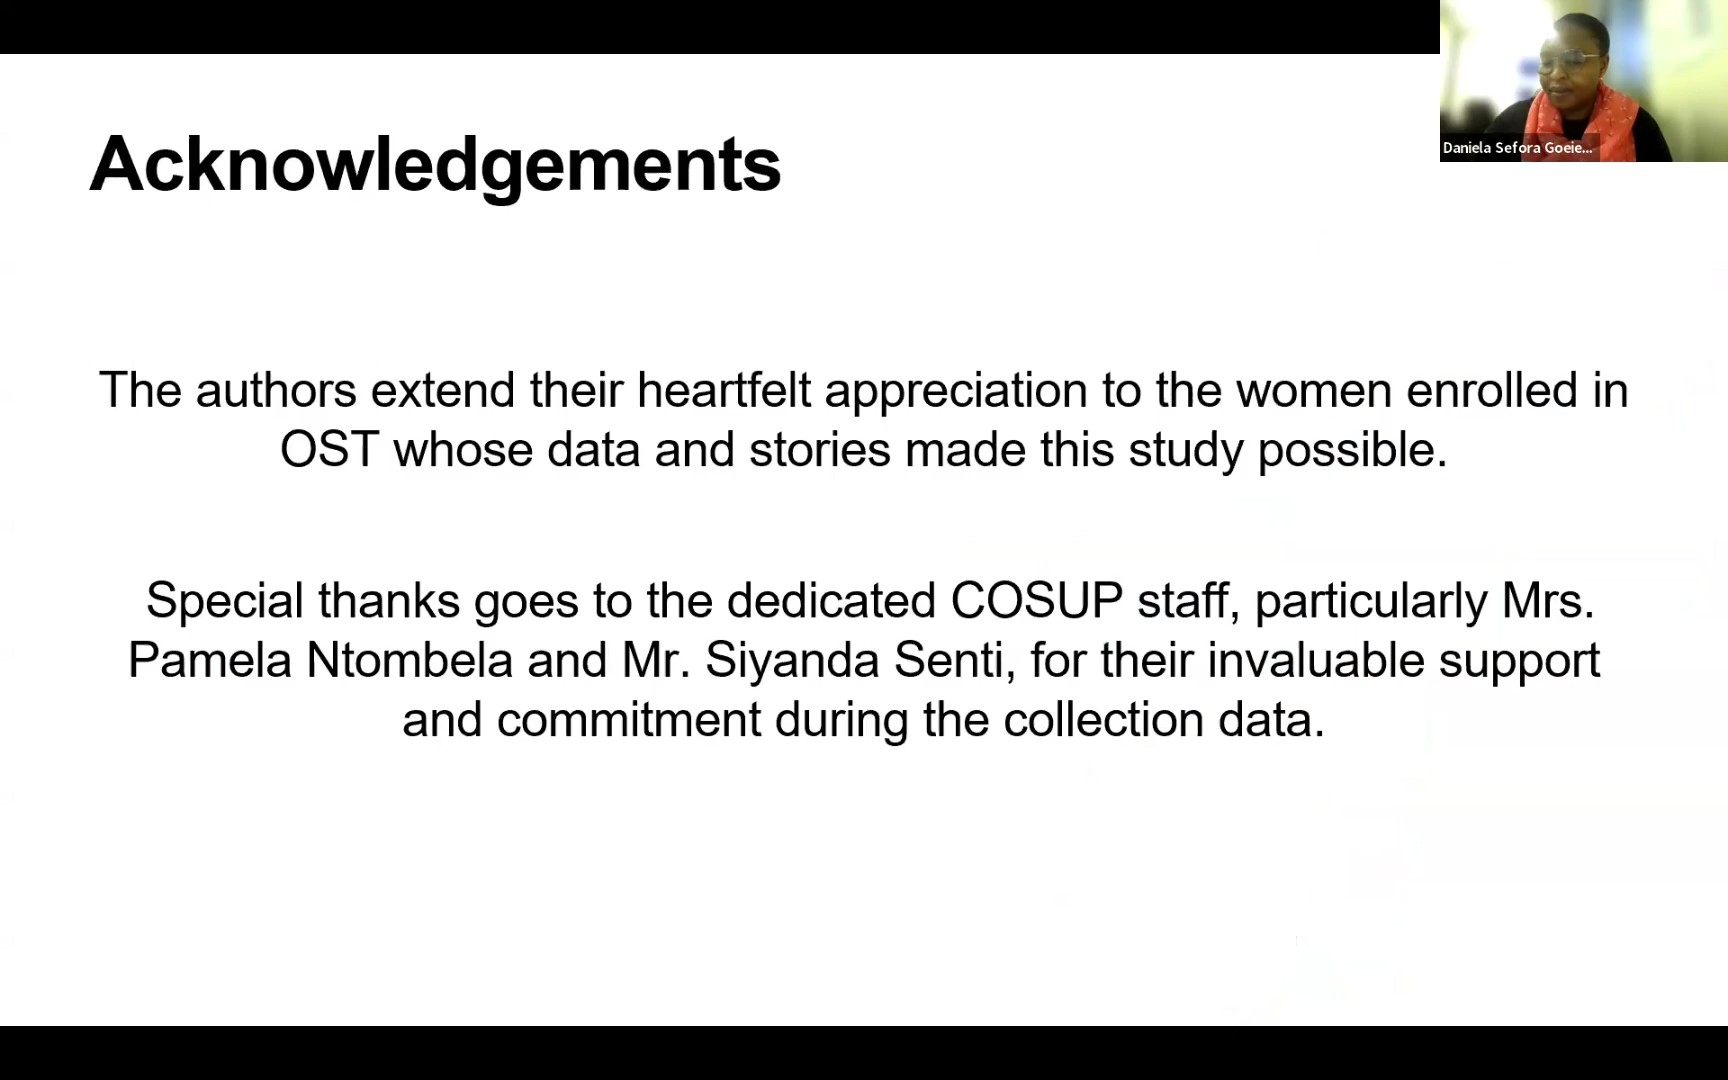 Daniela Sefora Goeie...
Acknowledgements
The authors extend their heartfelt appreciation to the women enrolled in
OST whose data and stories made this study possible.
Special thanks goes to the dedicated COSUP staff, particularly Mrs.
Pamela Ntombela and Mr. Siyanda Senti, for their invaluable support
and commitment during the collection data.